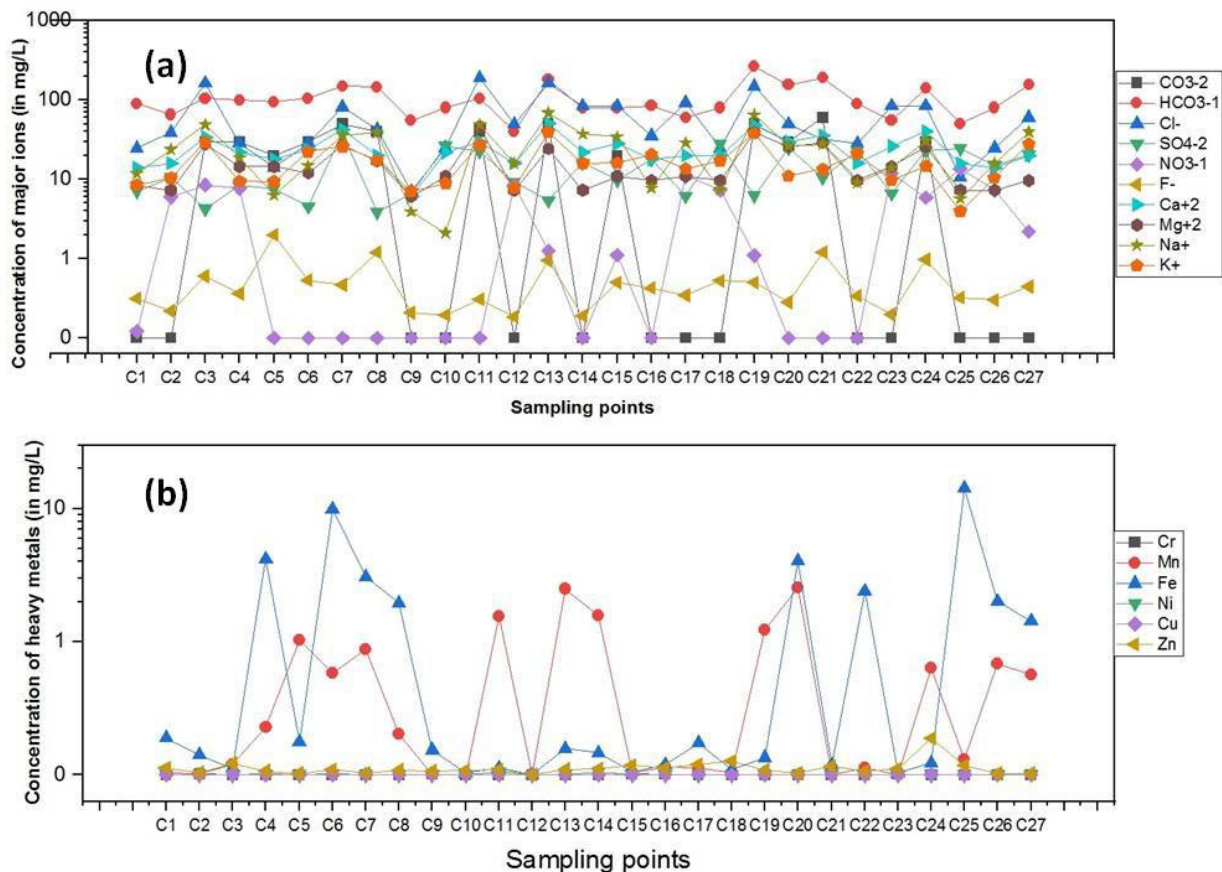 (a)
Concentration of major ions (in mg/L)
1000
100
10
1
0
C1 C2 C3 C4 C5 C6 C7 C8 C9 C10 C11 C12 C13 C14 C15 C16 C17 C18 C19 C20 C21 C22 C23 C24 C25 C26 C27
Sampling points
CO3-2
HCO3-1
Cl-
SO4-2
NO3-1
F-
Ca+2
Mg+2
Na+
K+
(b)
Concentration of heavy metals (in mg/L)
10
1
0
C1 C2 C3 C4 C5 C6 C7 C8 C9 C10 C11 C12 C13 C14 C15 C16 C17 C18 C19 C20 C21 C22 C23 C24 C25 C26 C27
Sampling points
Cr
Mn
Fe
Ni
Cu
Zn